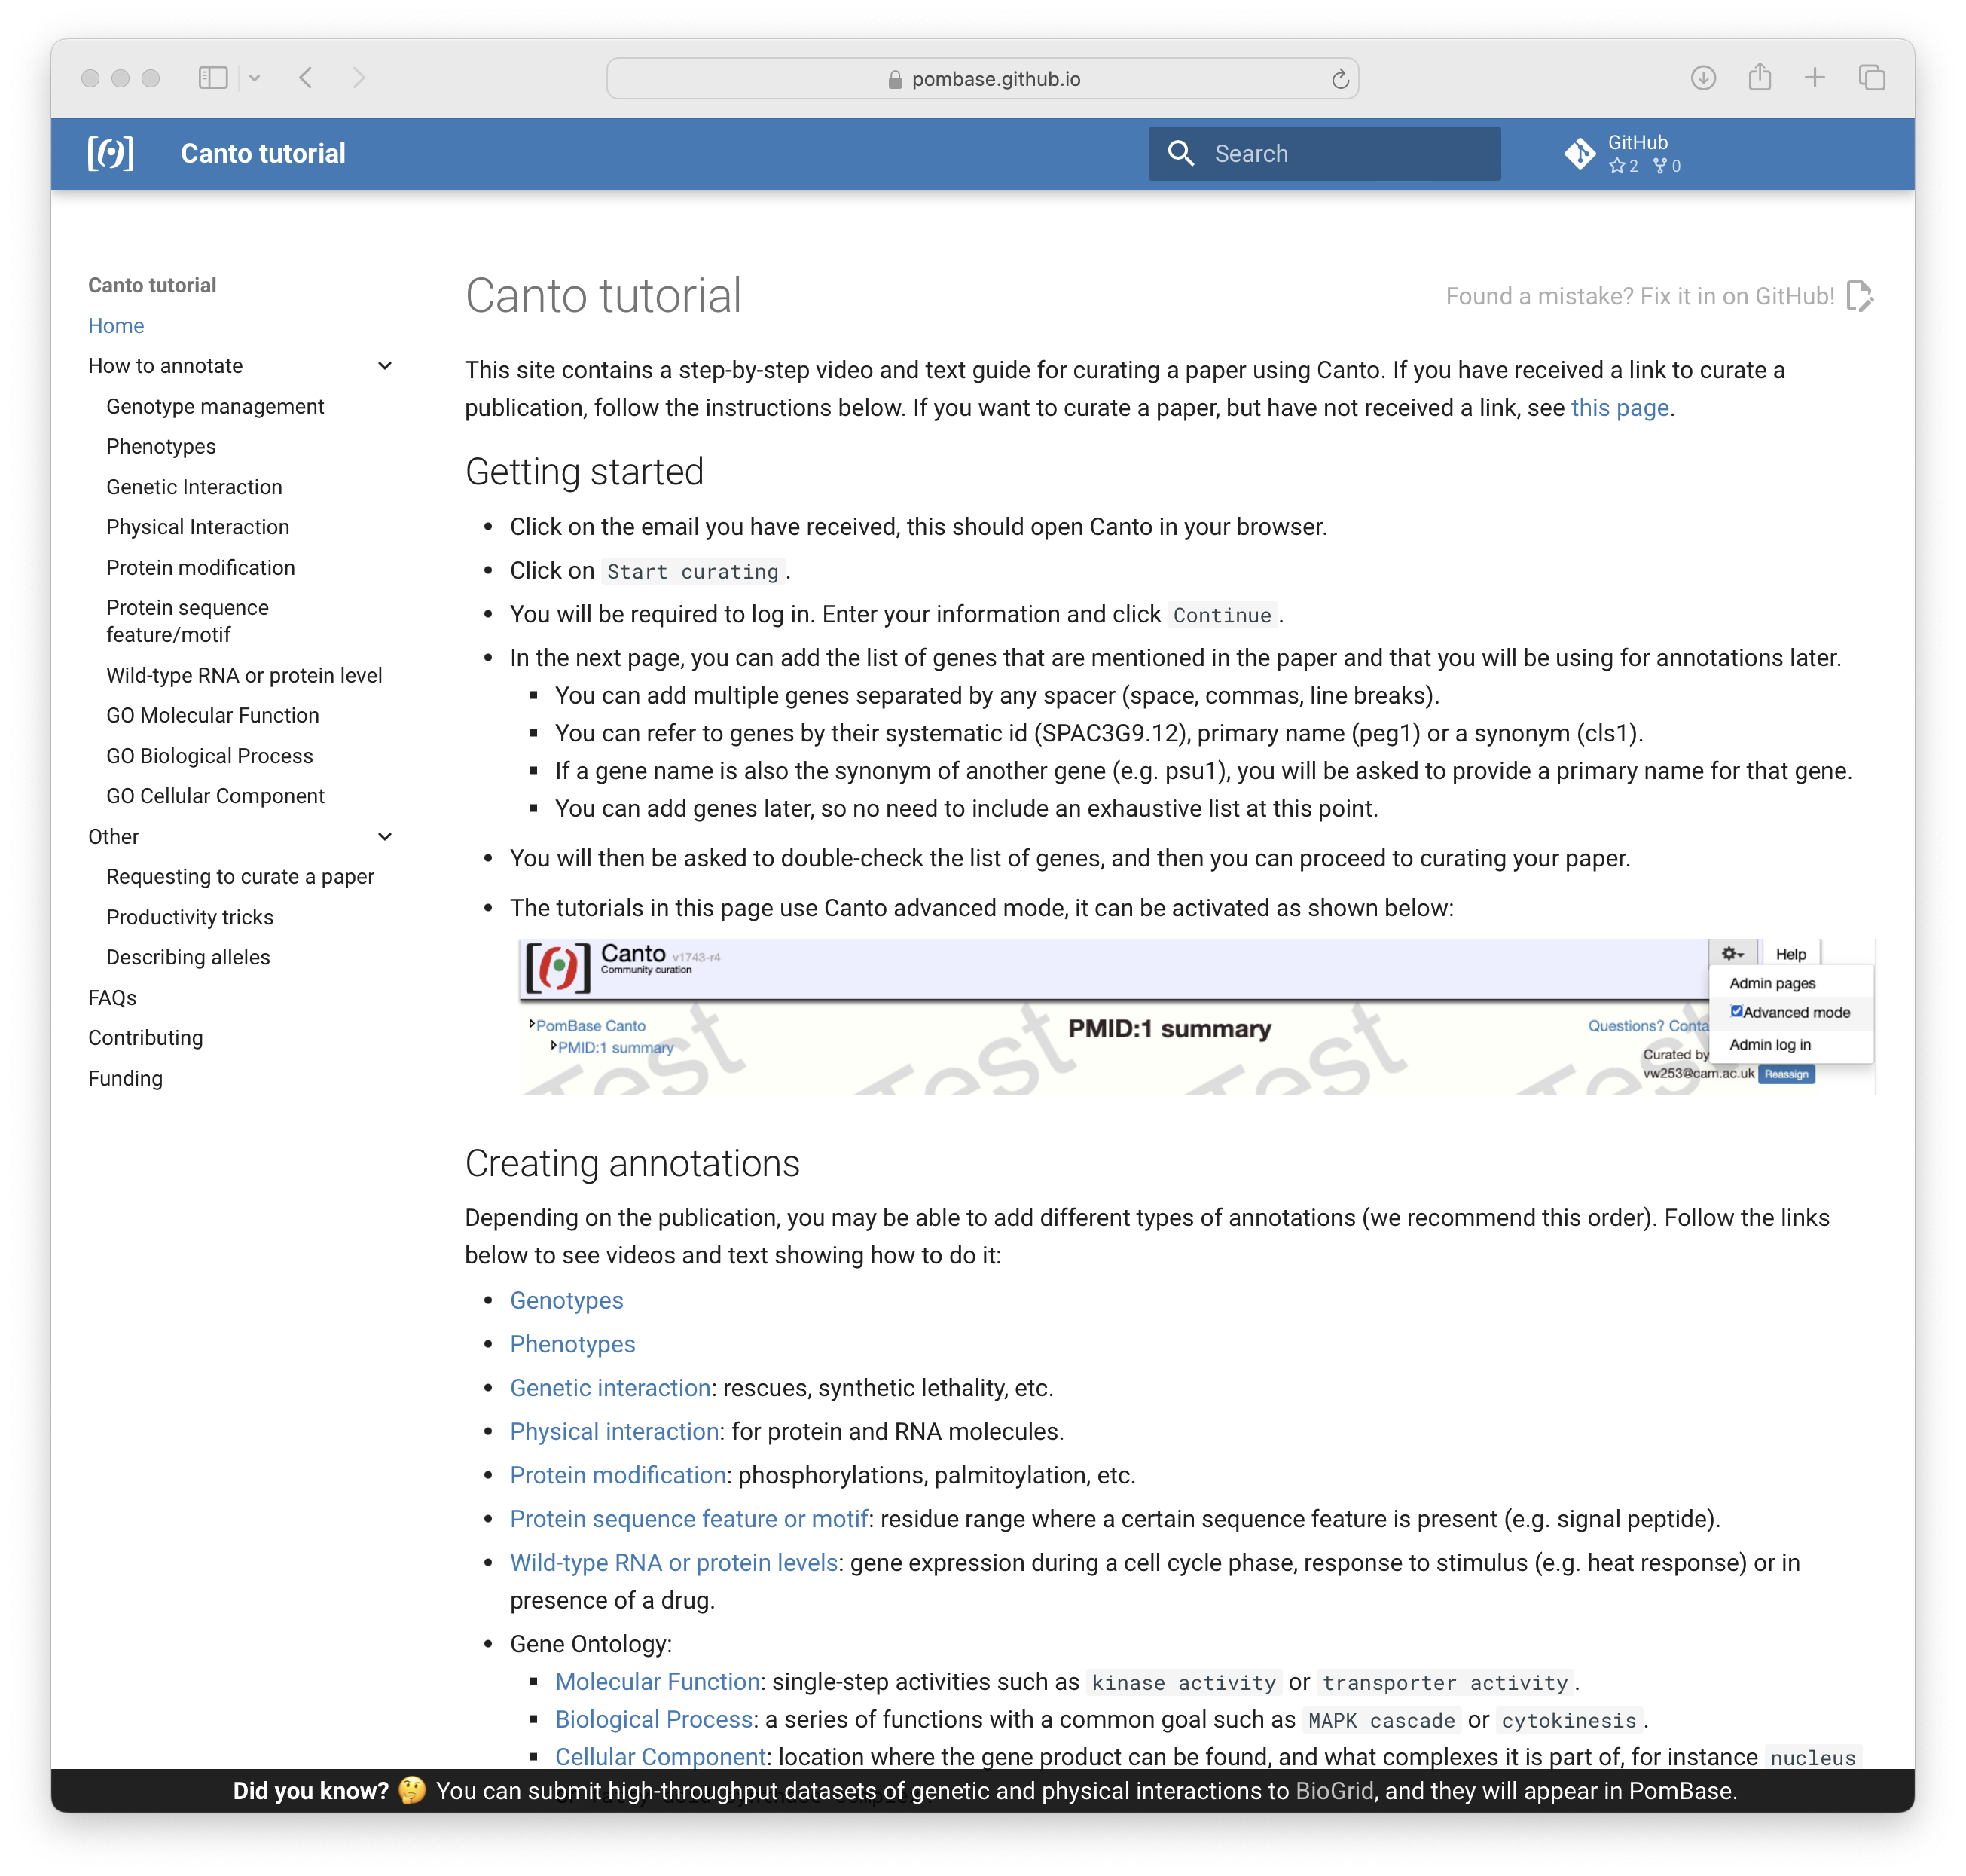 pombase.github.io
Canto tutorial
Search
GitHub
2 0
Canto tutorial
Home
How to annotate
Genotype management
Phenotypes
Genetic Interaction
Physical Interaction
Protein modification
Protein sequence
feature/motif
Wild-type RNA or protein level
GO Molecular Function
GO Biological Process
GO Cellular Component
Other
Requesting to curate a paper
Productivity tricks
Describing alleles
FAQs
Contributing
Funding
Canto tutorial
Found a mistake? Fix it in on GitHub!
This site contains a step-by-step video and text guide for curating a paper using Canto. If you have received a link to curate a
publication, follow the instructions below. If you want to curate a paper, but have not received a link, see this page.
Getting started
• Click on the email you have received, this should open Canto in your browser.
• Click on Start curating.
• You will be required to log in. Enter your information and click Continue.
• In the next page, you can add the list of genes that are mentioned in the paper and that you will be using for annotations later.
▪ You can add multiple genes separated by any spacer (space, commas, line breaks).
▪ You can refer to genes by their systematic id (SPAC3G9.12), primary name (peg1) or a synonym (cls1).
▪ If a gene name is also the synonym of another gene (e.g. psu1), you will be asked to provide a primary name for that gene.
▪ You can add genes later, so no need to include an exhaustive list at this point.
• You will then be asked to double-check the list of genes, and then you can proceed to curating your paper.
• The tutorials in this page use Canto advanced mode, it can be activated as shown below:
Canto v1743-r4
Community curation
Help
Admin pages
Advanced mode
Admin log in
PomBase Canto
PMID:1 summary
PMID:1 summary
Questions? Conta
Curated by
vw253@cam.ac.uk Reassign
Test Test Test Test
Creating annotations
Depending on the publication, you may be able to add different types of annotations (we recommend this order). Follow the links
below to see videos and text showing how to do it:
• Genotypes
• Phenotypes
• Genetic interaction: rescues, synthetic lethality, etc.
• Physical interaction: for protein and RNA molecules.
• Protein modification: phosphorylations, palmitoylation, etc.
• Protein sequence feature or motif: residue range where a certain sequence feature is present (e.g. signal peptide).
• Wild-type RNA or protein levels: gene expression during a cell cycle phase, response to stimulus (e.g. heat response) or in
presence of a drug.
• Gene Ontology:
▪ Molecular Function: single-step activities such as kinase activity or transporter activity.
▪ Biological Process: a series of functions with a common goal such as MAPK cascade or cytokinesis.
▪ Cellular Component: location where the gene product can be found, and what complexes it is part of, for instance nucleus
Did you know? 🤔 You can submit high-throughput datasets of genetic and physical interactions to BioGrid, and they will appear in PomBase.